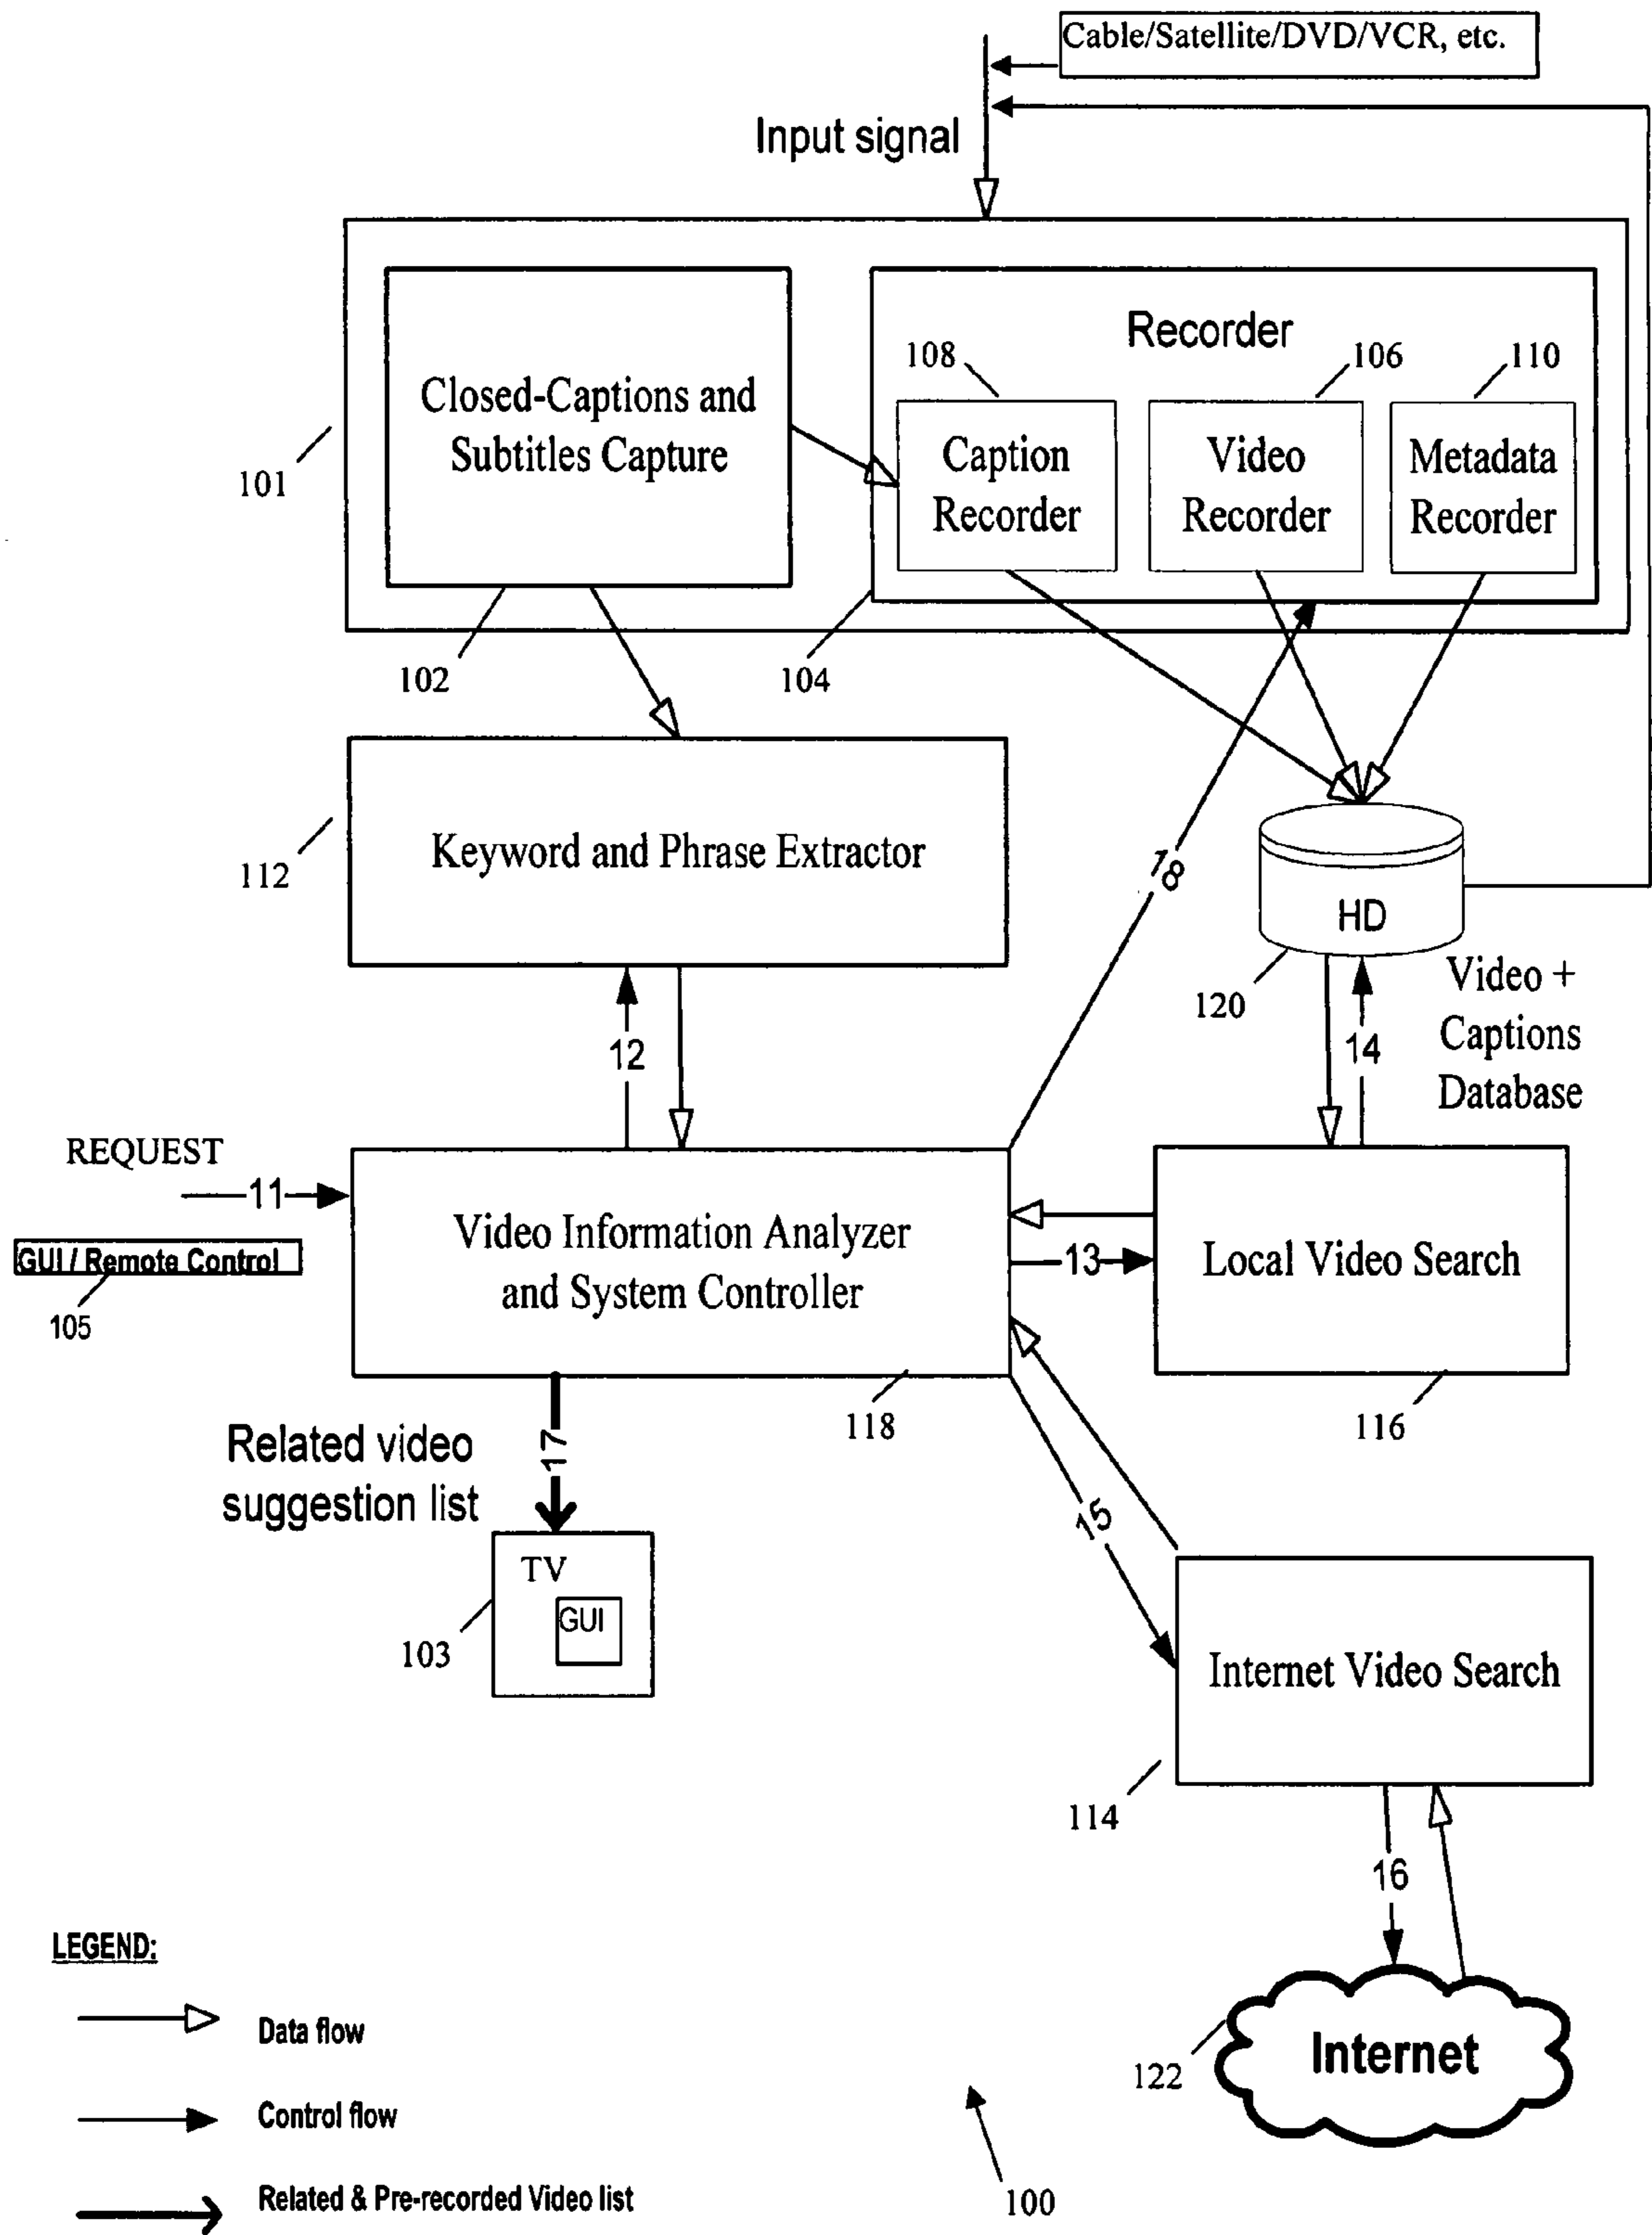 Cable/Satellite/DVD/VCR, etc.
Input signal
Recorder
108
106
110
Closed-Captions and
Subtitles Capture
Caption
Recorder
Video
Recorder
Metadata
Recorder
101
102
104
Keyword and Phrase Extractor
112
18
HD
120
Video +
Captions
Database
12
14
REQUEST
11
GUI / Remote Control
105
Video Information Analyzer
and System Controller
13
Local Video Search
118
116
Related video
suggestion list
17
15
TV
GUI
103
Internet Video Search
114
16
LEGEND:
Data flow
Control flow
Related & Pre-recorded Video list
Internet
122
100